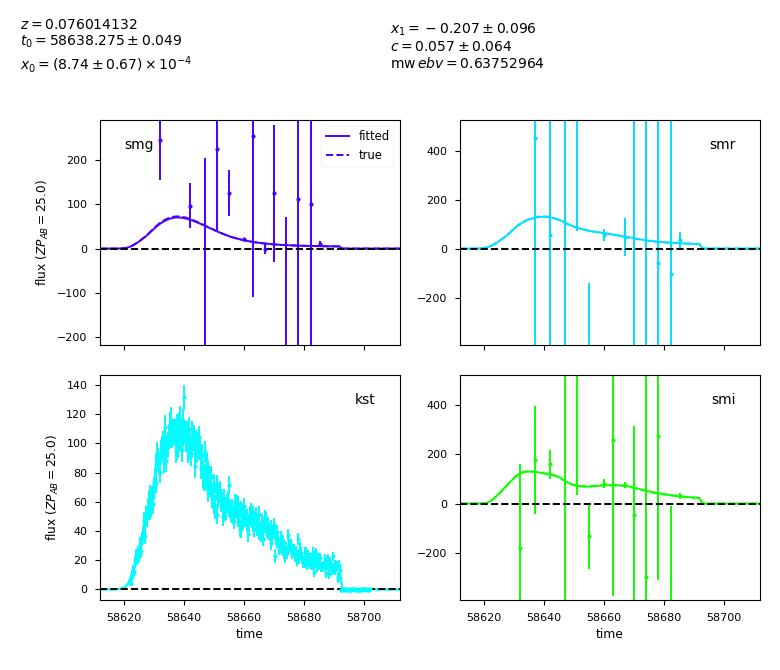 z = 0.076014132
t₀ = 58638.275 ± 0.049
x₀ = (8.74 ± 0.67) × 10⁻⁴
x₁ = −0.207 ± 0.096
c = 0.057 ± 0.064
mwebv = 0.63752964
smg
fitted
true
200
100
0
−100
−200
flux (ZP_AB = 25.0)
smr
400
200
0
−200
kst
140
120
100
80
60
40
20
0
flux (ZP_AB = 25.0)
58620 58640 58660 58680 58700
time
smi
400
200
0
−200
58620 58640 58660 58680 58700
time